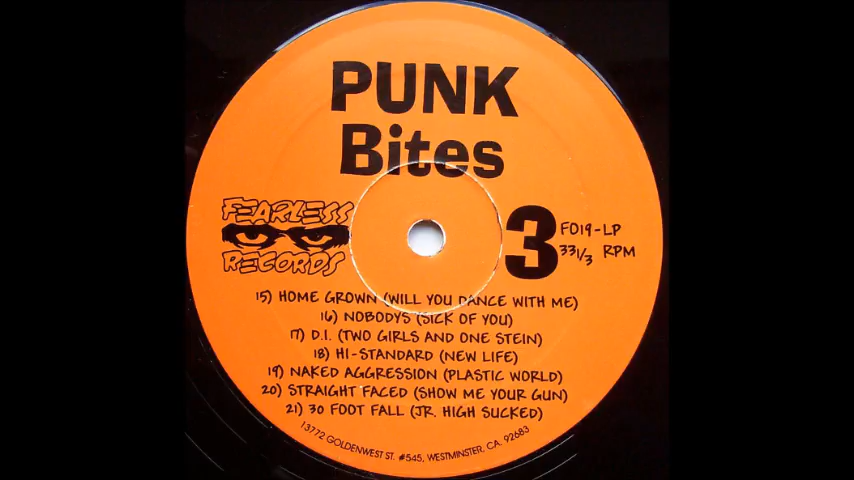 PUNK
Bites
FEARLESS
RECORDS
3
F019-LP
33 1/3 RPM
15) HOME GROWN (WILL YOU DANCE WITH ME)
16) NOBODYS (SICK OF YOU)
17) D.I. (TWO GIRLS AND ONE STEIN)
18) HI-STANDARD (NEW LIFE)
19) NAKED AGGRESSION (PLASTIC WORLD)
20) STRAIGHT FACED (SHOW ME YOUR GUN)
21) 30 FOOT FALL (JR. HIGH SUCKED)
13772 GOLDENWEST ST. #545, WESTMINSTER, CA. 92683